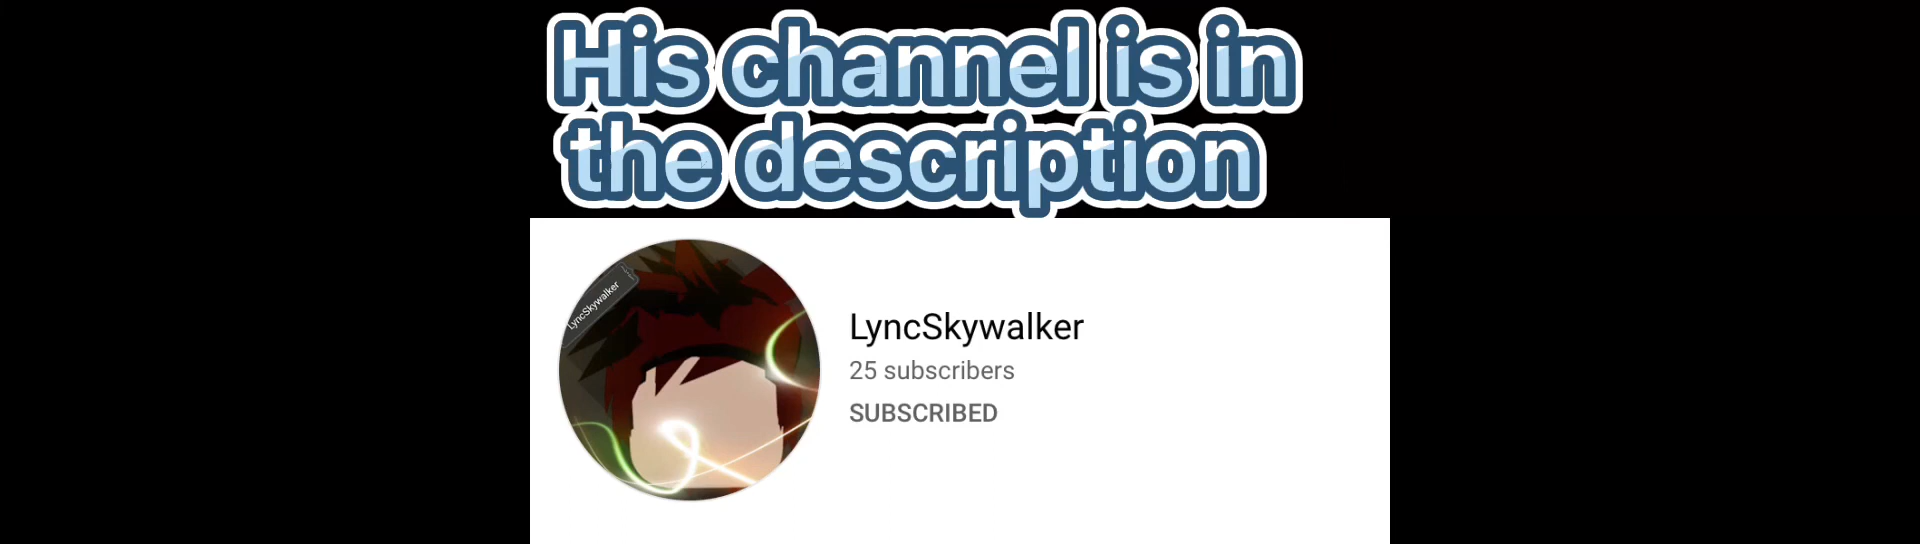 His channel is in
the description
LyncSkywalker
LyncSkywalker
25 subscribers
SUBSCRIBED